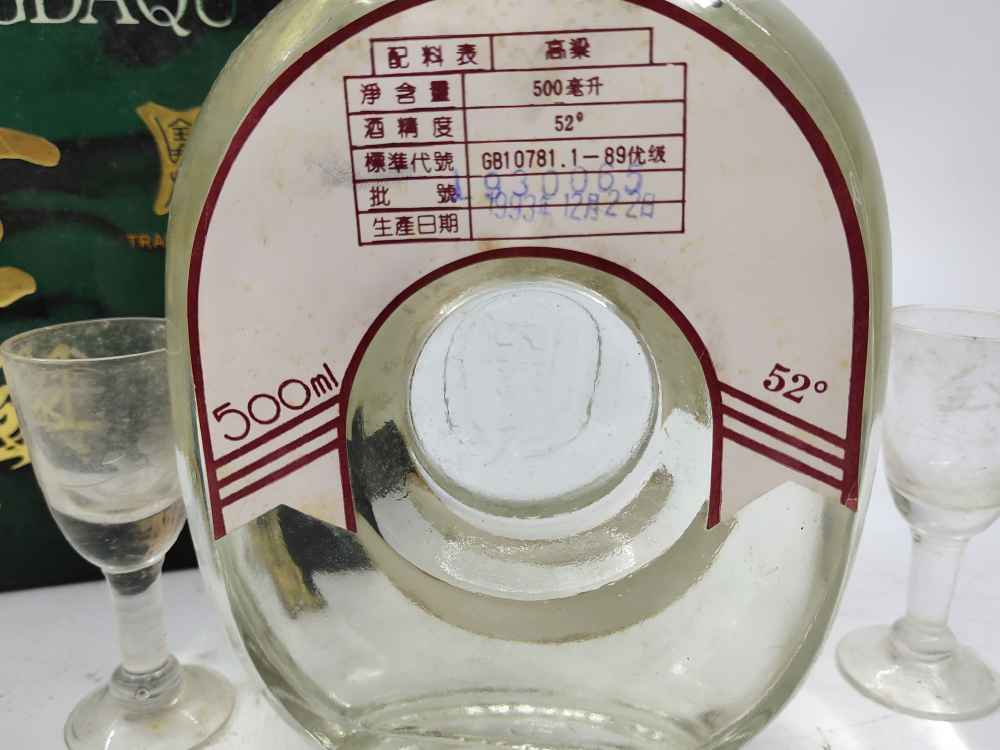 GDAQU
TRA
配料表 高粱
淨含量 500毫升
酒精度 52°
標準代號 GB10781.1-89优级
批號 1930065
生產日期 1993年12月22日
500ml
52°